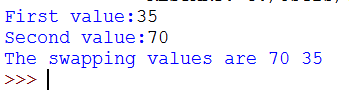 First value:35
Second value:70
The swapping values are 70 35
>>>